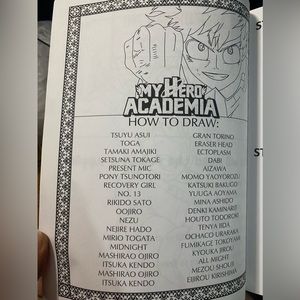 MY HERO
ACADEMIA
HOW TO DRAW:
TSUYU ASUI
TOGA
TAMAKI AMAJIKI
SETSUNA TOKAGE
PRESENT MIC
PONY TSUNOTORI
RECOVERY GIRL
NO. 13
RIKIDO SATO
OOJIRO
NEZU
NEJIRE HADO
MIRIO TOGATA
MIDNIGHT
MASHIRAO OJIRO
ITSUKA KENDO
MASHIRAO OJIRO
ITSUKA KENDO
GRAN TORINO
ERASER HEAD
ECTOPLASM
DABI
AIZAWA
MOMO YAOYOROZU
KATSUKI BAKUGO
YUUGA AOYAMA
MINA ASHIDO
DENKI KAMINARI
HOUTO TODOROKI
TENYA IIDA
OCHACO URARAKA
FUMIKAGE TOKOYAMI
KYOUKA JIROU
ALL MIGHT
MEZOU SHOUJI
EIJIROU KIRISHIMA